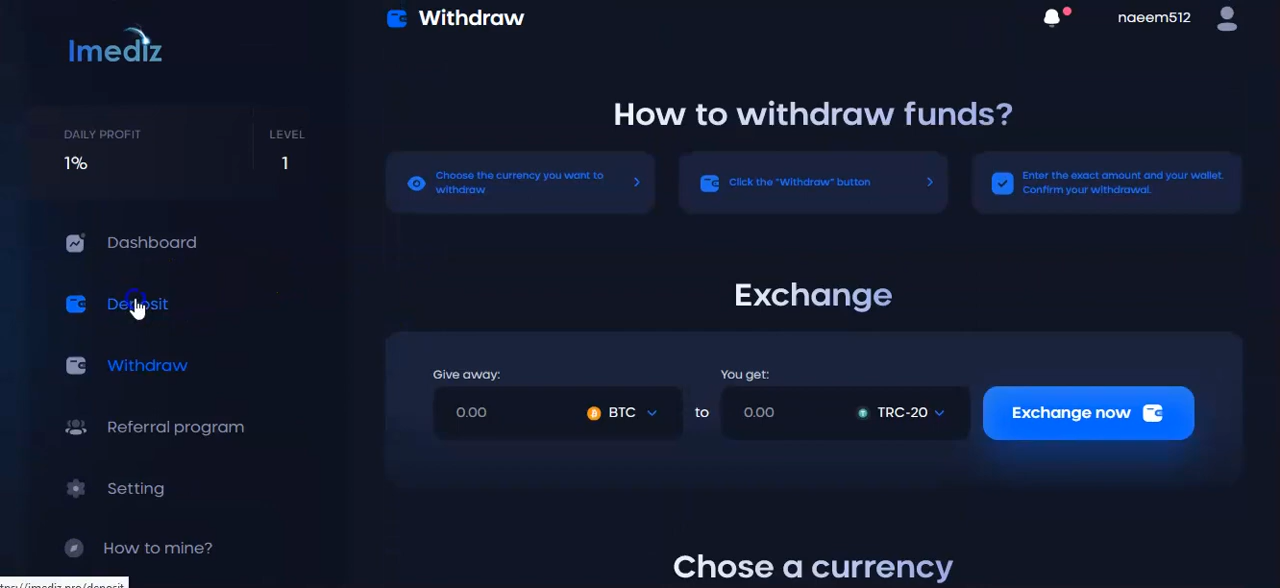 Imediz
Withdraw
naeem512
DAILY PROFIT
LEVEL
1%
1
Dashboard
Deposit
Withdraw
Referral program
Setting
How to mine?
How to withdraw funds?
Choose the currency you want to
withdraw
Click the "Withdraw" button
Enter the exact amount and your wallet.
Confirm your withdrawal.
Exchange
Give away:
0.00
BTC
to
You get:
0.00
TRC-20
Exchange now
Chose a currency